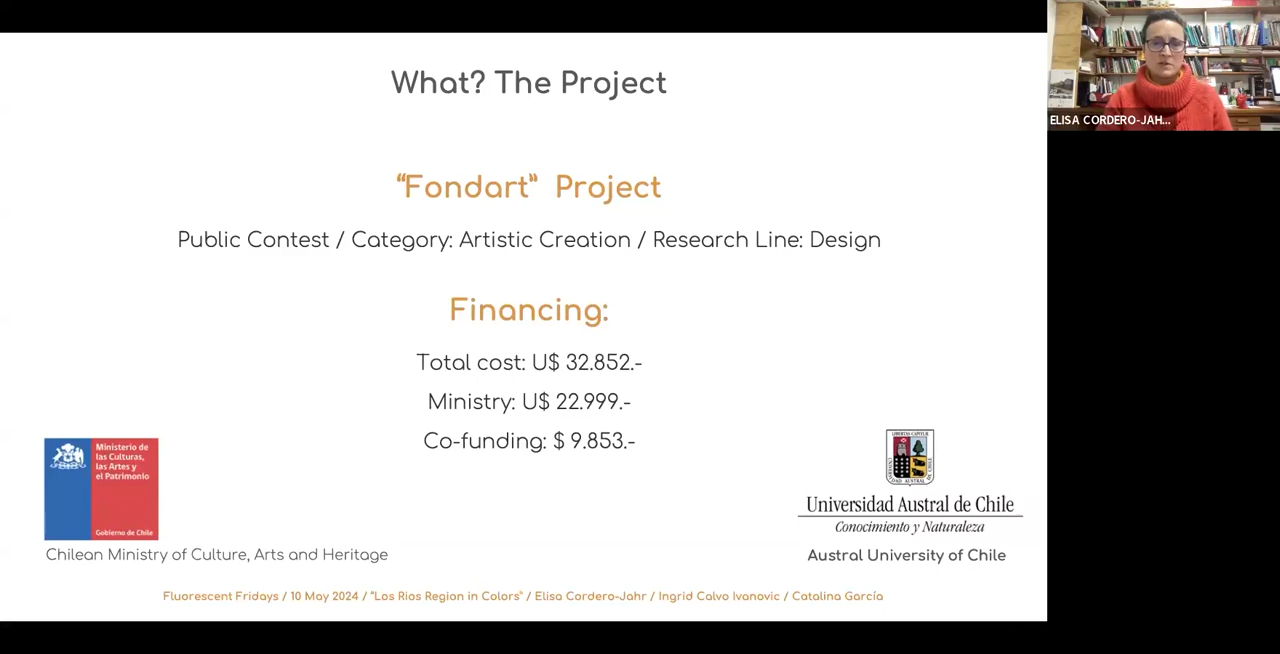 What? The Project
ELISA CORDERO-JAH...
“Fondart” Project
Public Contest / Category: Artistic Creation / Research Line: Design
Financing:
Total cost: U$ 32.852.-
Ministry: U$ 22.999.-
Co-funding: $ 9.853.-
Ministerio de
las Culturas,
las Artes y
el Patrimonio
Gobierno de Chile
Chilean Ministry of Culture, Arts and Heritage
LIBERTAS CAPITUR
Universidad Austral de Chile
Conocimiento y Naturaleza
Austral University of Chile
Fluorescent Fridays / 10 May 2024 / “Los Rios Region in Colors” / Elisa Cordero-Jahr / Ingrid Calvo Ivanovic / Catalina García